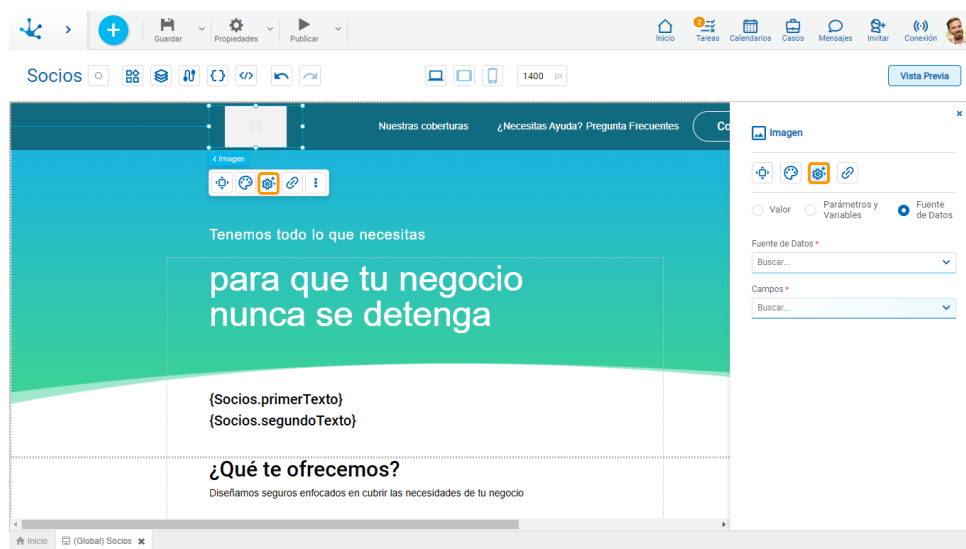 Guardar
Propiedades
Publicar
Inicio
2
Tareas
Calendarios
Casos
Mensajes
Invitar
Conexión
Socios
1400 px
Vista Previa
Nuestras coberturas
¿Necesitas Ayuda? Pregunta Frecuentes
Co
< Imagen
Tenemos todo lo que necesitas
para que tu negocio
nunca se detenga
{Socios.primerTexto}
{Socios.segundoTexto}
¿Qué te ofrecemos?
Diseñamos seguros enfocados en cubrir las necesidades de tu negocio
Imagen
Valor
Parámetros y
Variables
Fuente
de Datos
Fuente de Datos *
Buscar...
Campos *
Buscar...
Inicio
(Global) Socios